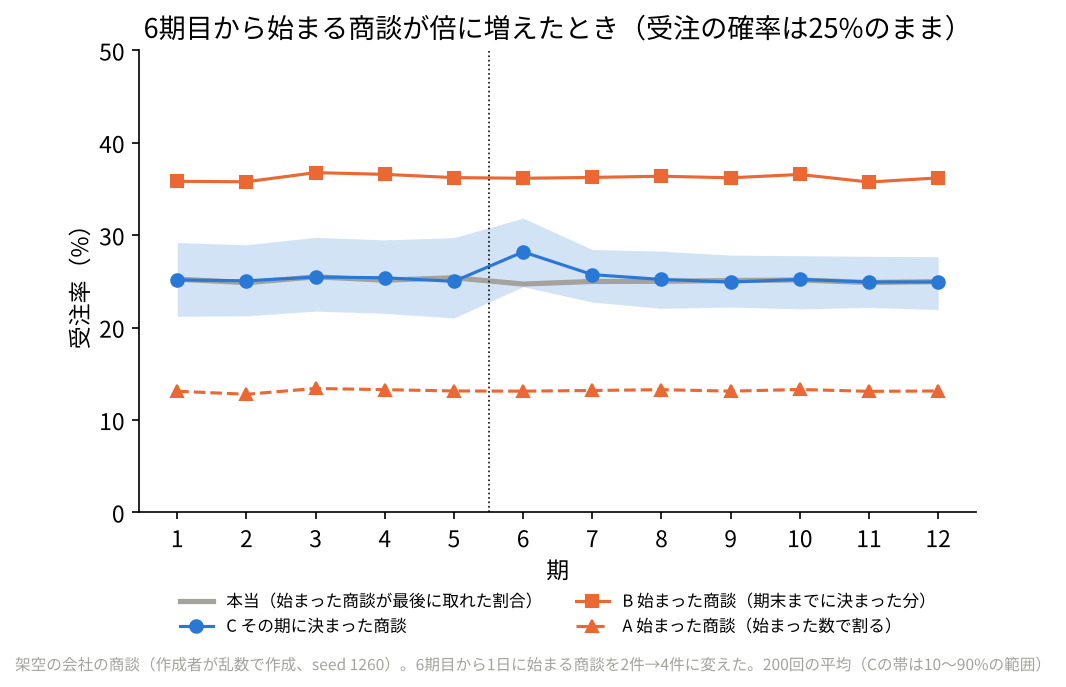 6期目から始まる商談が倍に増えたとき（受注の確率は25%のまま）
50
40
30
20
10
0
受注率（%）
1 2 3 4 5 6 7 8 9 10 11 12
期
本当（始まった商談が最後に取れた割合）
C その期に決まった商談
B 始まった商談（期末までに決まった分）
A 始まった商談（始まった数で割る）
架空の会社の商談（作成者が乱数で作成、seed 1260）。6期目から1日に始まる商談を2件→4件に変えた。200回の平均（Cの帯は10〜90%の範囲）